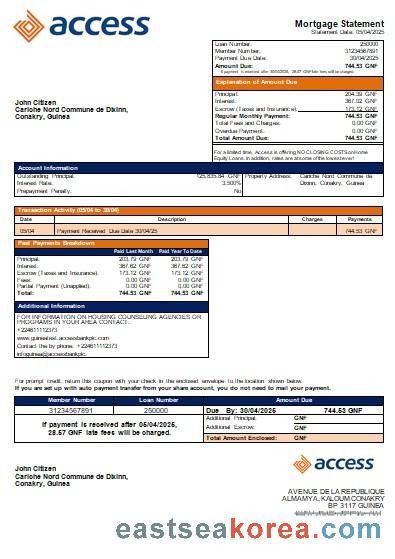 access
Mortgage Statement
Statement Date: 05/04/2025
Loan Number: 250000
Member Number: 31234567891
Payment Due Date: 30/04/2025
Amount Due: 744.53 GNF
If payment is received after 30/04/2025, 28.57 GNF late fees will be charged.
Explanation of Amount Due
Principal: 204.39 GNF
Interest: 367.02 GNF
Escrow (Taxes and Insurance): 173.12 GNF
Regular Monthly Payment: 744.53 GNF
Total Fees and Charges: 0.00 GNF
Overdue Payment: 0.00 GNF
Total Amount Due: 744.53 GNF
John Citizen
Cariohe Nord Commune de Dixinn,
Conakry, Guinea
For a limited time, Access is offering NO CLOSING COSTS on Home
Equity Loans. In addition, rates are at some of the lowest ever!
Account Information
Outstanding Principal: 125,835.84 GNF
Interest Rate: 3.500%
Prepayment Penalty: No
Property Address: Cariche Nord Commune de
Dixinn, Conakry, Guinea
Transaction Activity (05/04 to 30/04)
Date Description Charges Payments
05/04 Payment Received Due Date 30/04/25 744.53 GNF
Past Payments Breakdown
Paid Last Month Paid Year To Date
Principal: 203.79 GNF 203.79 GNF
Interest: 367.62 GNF 367.62 GNF
Escrow (Taxes and Insurance): 173.12 GNF 173.12 GNF
Fees: 0.00 GNF 0.00 GNF
Partial Payment (Unapplied): 0.00 GNF 0.00 GNF
Total: 744.53 GNF 744.53 GNF
Additional Information
FOR INFORMATION ON HOUSING COUNSELING AGENCIES OR
PROGRAMS IN YOUR AREA CONTACT:
+224611112373
www.guinea.accessbankplc.com
Contact the by phone: +224611112373
infoguinea@accessbankplc.
For prompt credit, return this coupon with your check in the enclosed envelope to the location shown below.
If you are set up with auto payment transfer from your share account, you do not need to mail your payment.
Member Number Loan Number Amount Due
31234567891 250000 Due By: 30/04/2025 744.53 GNF
If payment is received after 05/04/2025,
28.57 GNF late fees will be charged.
Additional Principal: GNF
Additional Escrow: GNF
Total Amount Enclosed: GNF
John Citizen
Cariohe Nord Commune de Dixinn,
Conakry, Guinea
access
AVENUE DE LA REPUBLIQUE
ALMAMYA, KALOUM CONAKRY
BP 3117 GUINEA
eastseakorea.com